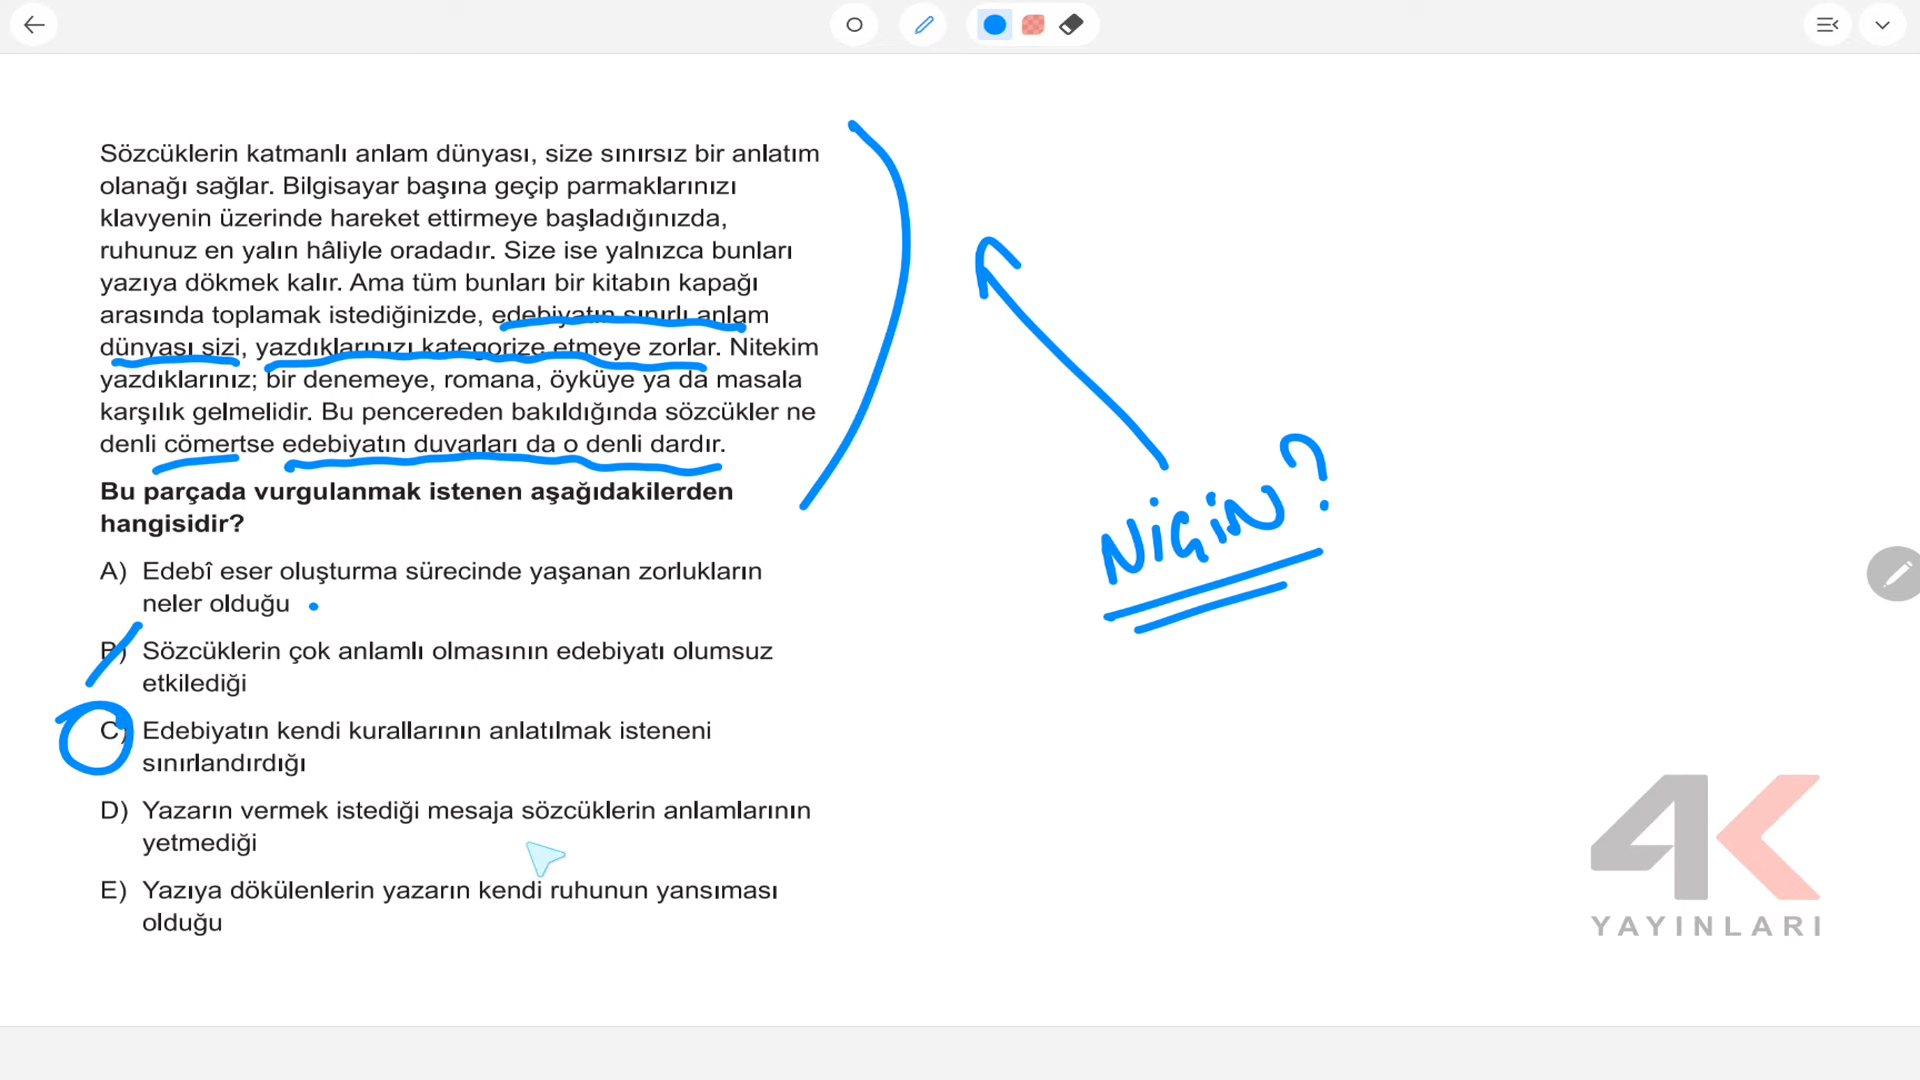 Sözcüklerin katmanlı anlam dünyası, size sınırsız bir anlatım
olanağı sağlar. Bilgisayar başına geçip parmaklarınızı
klavyenin üzerinde hareket ettirmeye başladığınızda,
ruhunuz en yalın hâliyle oradadır. Size ise yalnızca bunları
yazıya dökmek kalır. Ama tüm bunları bir kitabın kapağı
arasında toplamak istediğinizde, edebiyatın sınırlı anlam
dünyası sizi, yazdıklarınızı kategorize etmeye zorlar. Nitekim
yazdıklarınız; bir denemeye, romana, öyküye ya da masala
karşılık gelmelidir. Bu pencereden bakıldığında sözcükler ne
denli cömertse edebiyatın duvarları da o denli dardır.
Bu parçada vurgulanmak istenen aşağıdakilerden
hangisidir?
A) Edebî eser oluşturma sürecinde yaşanan zorlukların
neler olduğu
B) Sözcüklerin çok anlamlı olmasının edebiyatı olumsuz
etkilediği
C) Edebiyatın kendi kurallarının anlatılmak isteneni
sınırlandırdığı
D) Yazarın vermek istediği mesaja sözcüklerin anlamlarının
yetmediği
E) Yazıya dökülenlerin yazarın kendi ruhunun yansıması
olduğu
NİÇİN?
4K
YAYINLARI